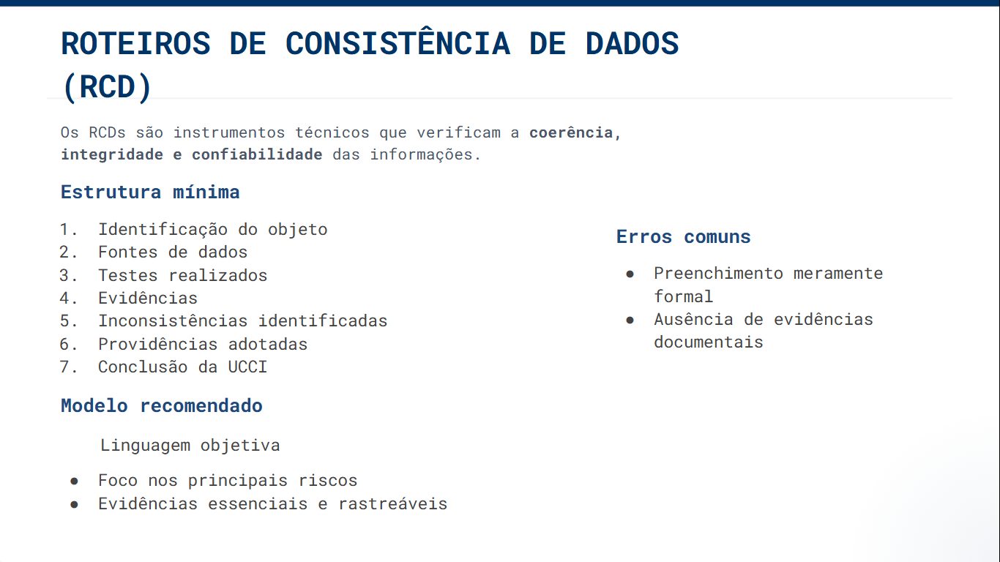 ROTEIROS DE CONSISTÊNCIA DE DADOS
(RCD)
Os RCDs são instrumentos técnicos que verificam a coerência,
integridade e confiabilidade das informações.
Estrutura mínima
1. Identificação do objeto
2. Fontes de dados
3. Testes realizados
4. Evidências
5. Inconsistências identificadas
6. Providências adotadas
7. Conclusão da UCCI
Modelo recomendado
Linguagem objetiva
● Foco nos principais riscos
● Evidências essenciais e rastreáveis
Erros comuns
● Preenchimento meramente
formal
● Ausência de evidências
documentais